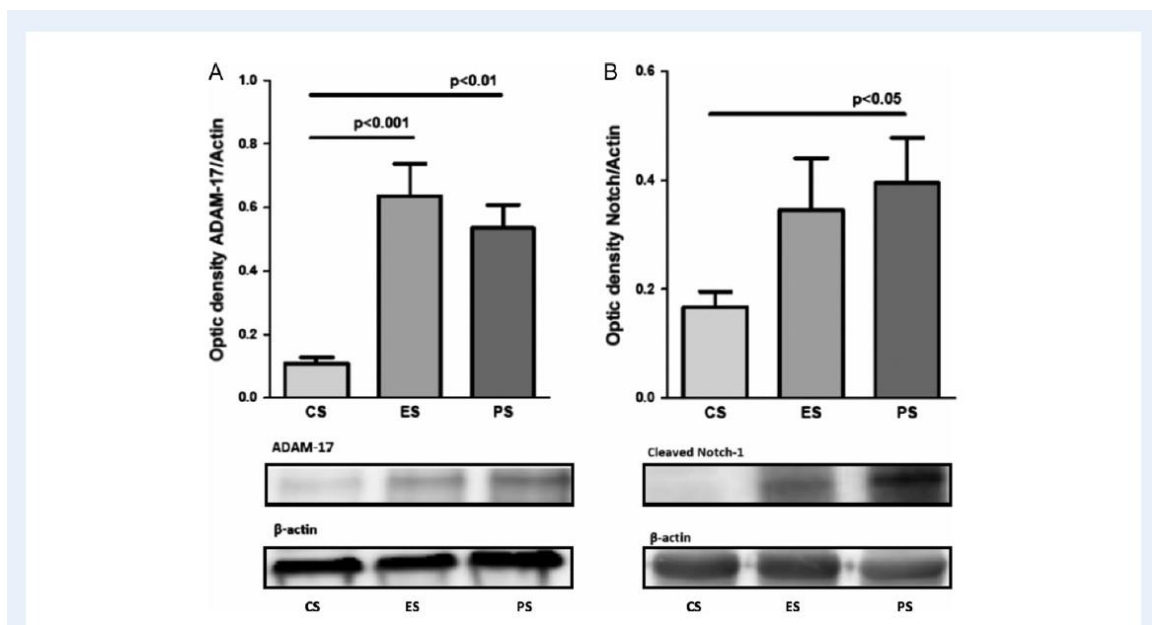 A
Optic density ADAM-17/Actin
1.0
0.8
0.6
0.4
0.2
0.0
p<0.01
p<0.001
CS ES PS
ADAM-17
β-actin
CS ES PS
B
Optic density Notch/Actin
0.6
0.4
0.2
0.0
p<0.05
CS ES PS
Cleaved Notch-1
β-actin
CS ES PS